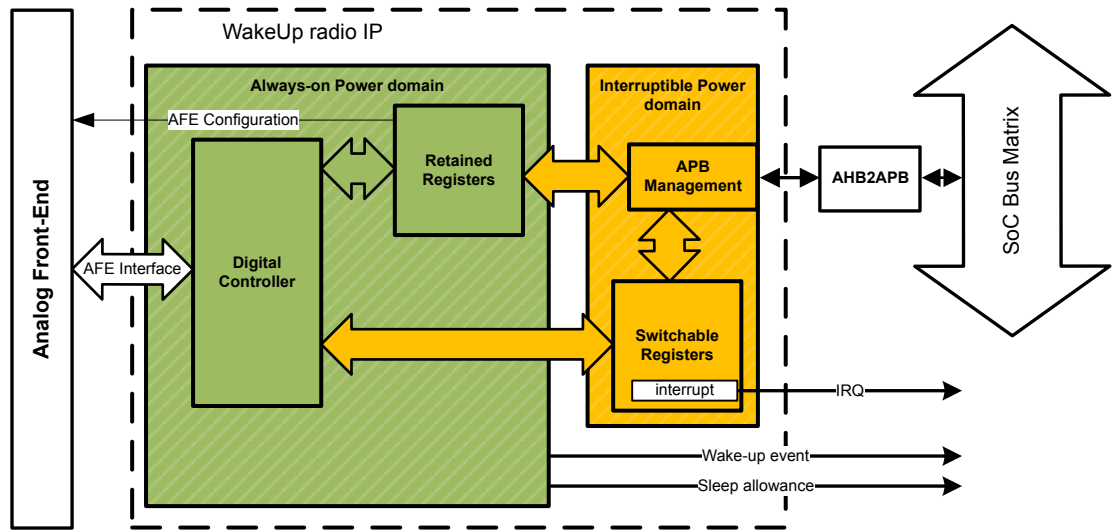 WakeUp radio IP
Analog Front-End
Always-on Power domain
AFE Configuration
Retained
Registers
Digital
Controller
AFE Interface
Interruptible Power
domain
APB
Management
Switchable
Registers
interrupt
AHB2APB
SoC Bus Matrix
IRQ
Wake-up event
Sleep allowance